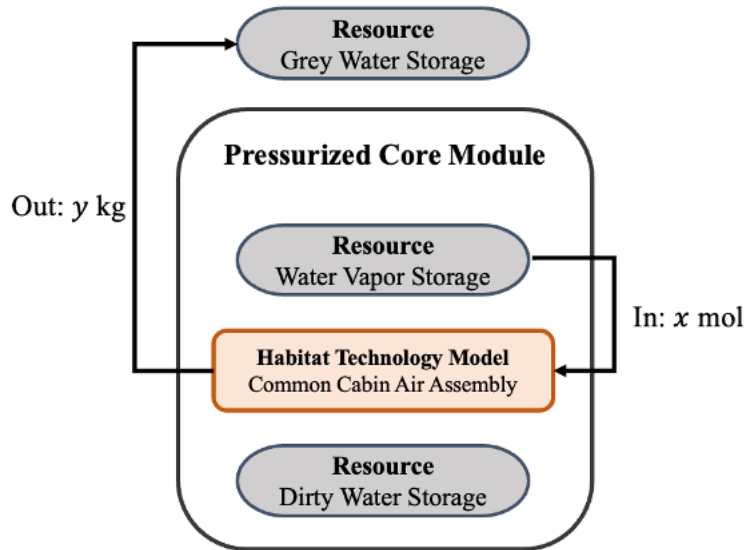 Resource
Grey Water Storage
Pressurized Core Module
Out: y kg
Resource
Water Vapor Storage
In: x mol
Habitat Technology Model
Common Cabin Air Assembly
Resource
Dirty Water Storage